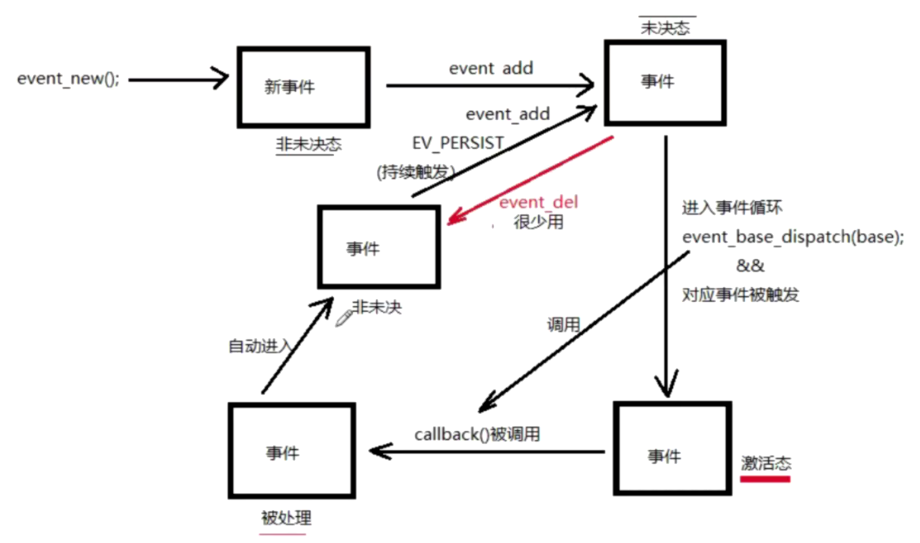 未决态
event_new();
新事件
event add
事件
非未决态
event_add
EV_PERSIST
(持续触发)
event_del
很少用
进入事件循环
event_base_dispatch(base);
&&
对应事件被触发
事件
非未决
调用
自动进入
callback()被调用
事件
激活态
事件
被处理